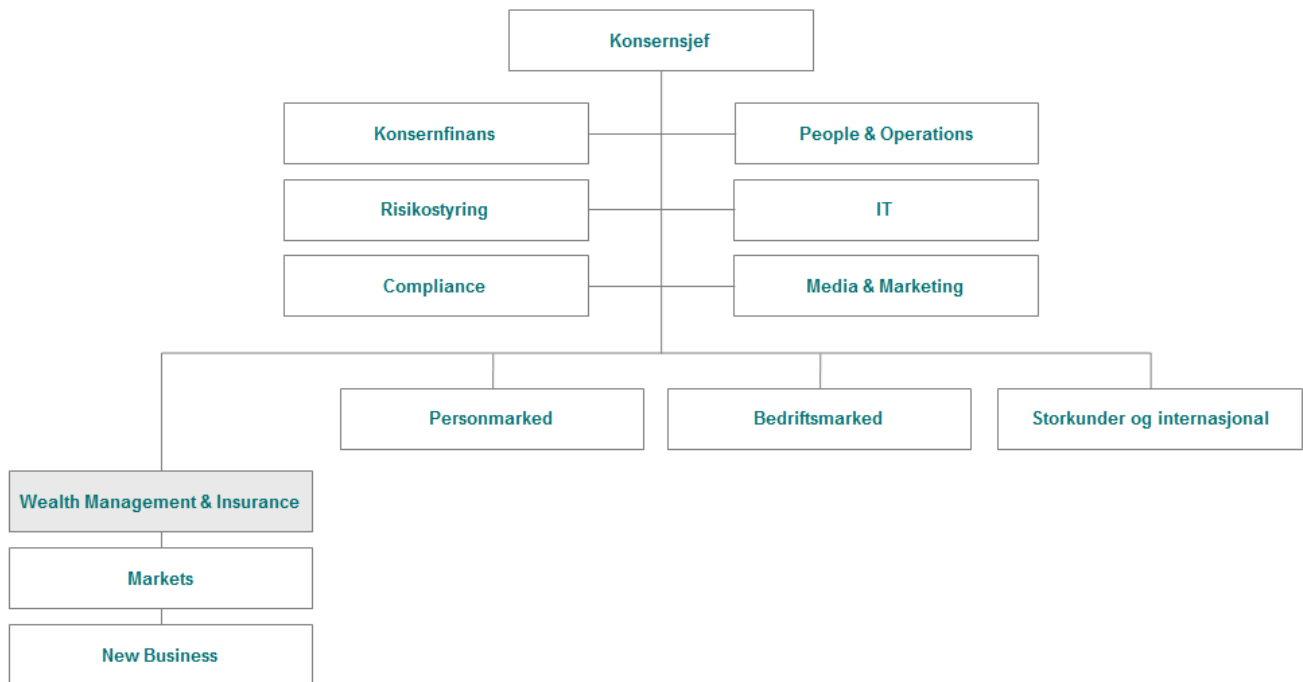 Konsernsjef
Konsernfinans
People & Operations
Risikostyring
IT
Compliance
Media & Marketing
Personmarked
Bedriftsmarked
Storkunder og internasjonal
Wealth Management & Insurance
Markets
New Business